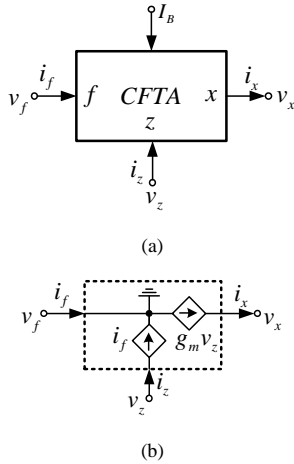 I_B
i_f
i_x
v_f f CFTA x v_x
z
i_z
v_z
(a)
i_f
i_x
v_f
v_x
i_f g_m v_z
i_z
v_z
(b)